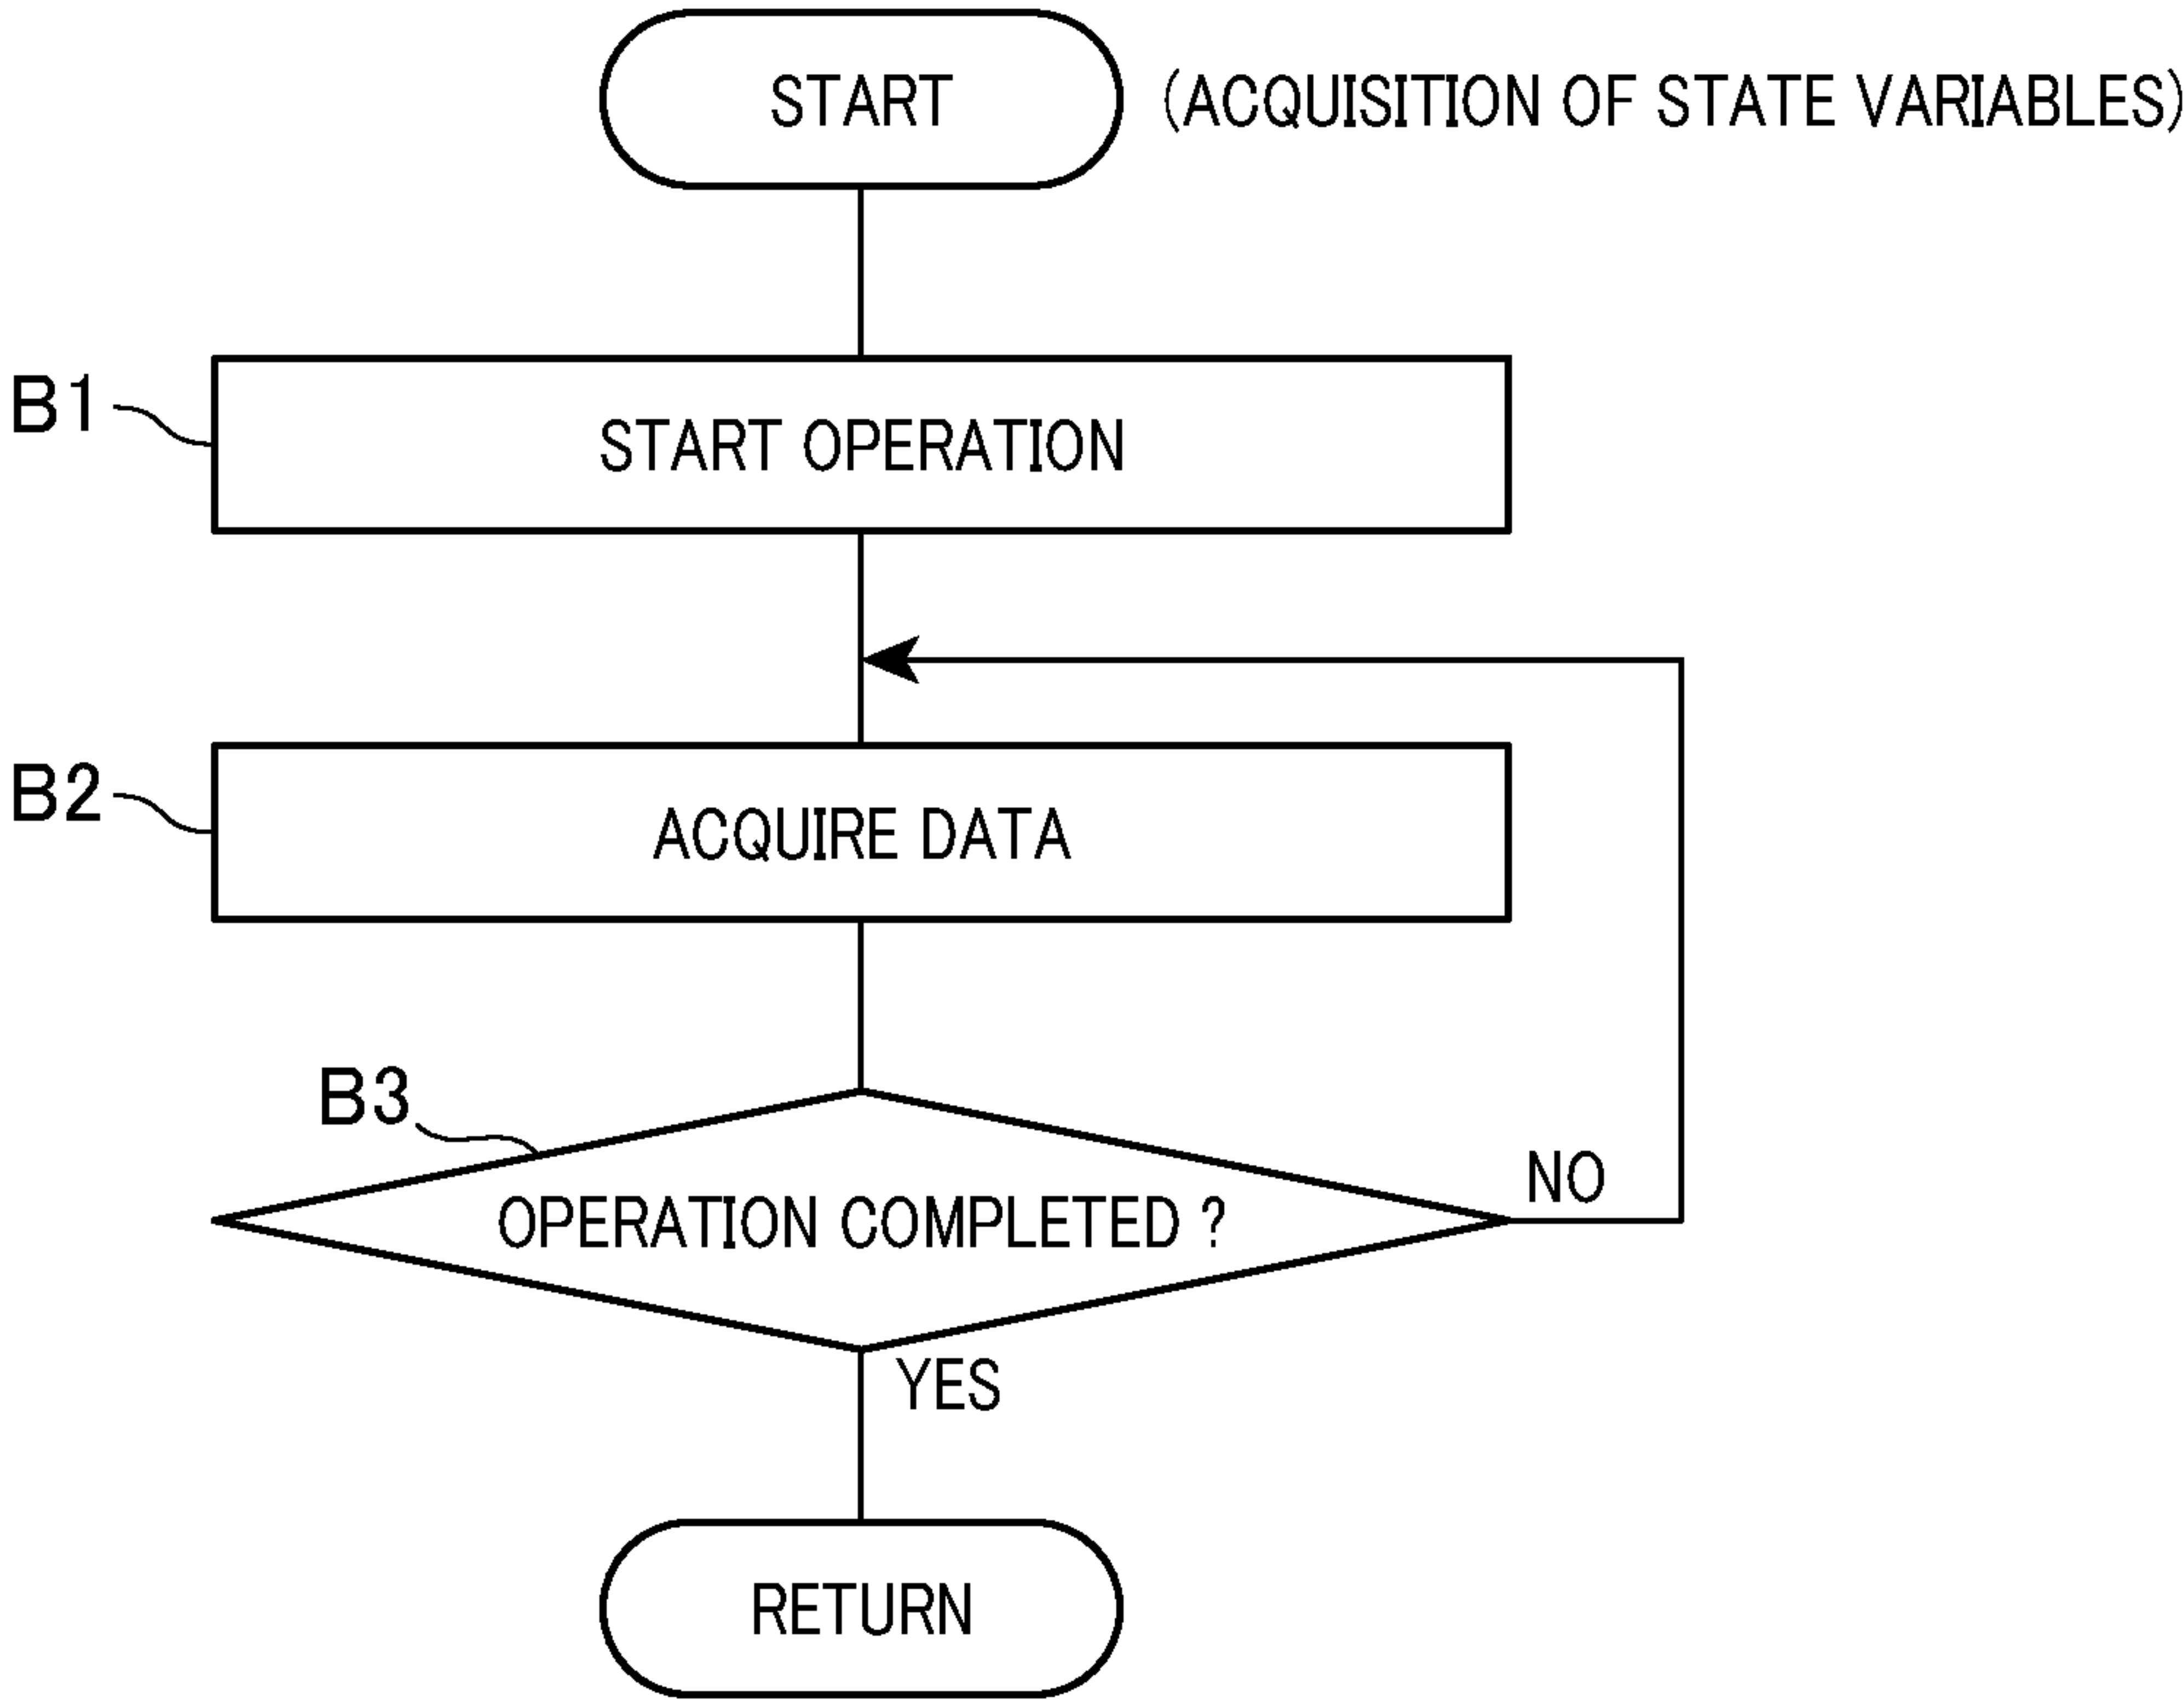 START (ACQUISITION OF STATE VARIABLES)
B1
START OPERATION
B2
ACQUIRE DATA
B3
OPERATION COMPLETED ?
NO
YES
RETURN